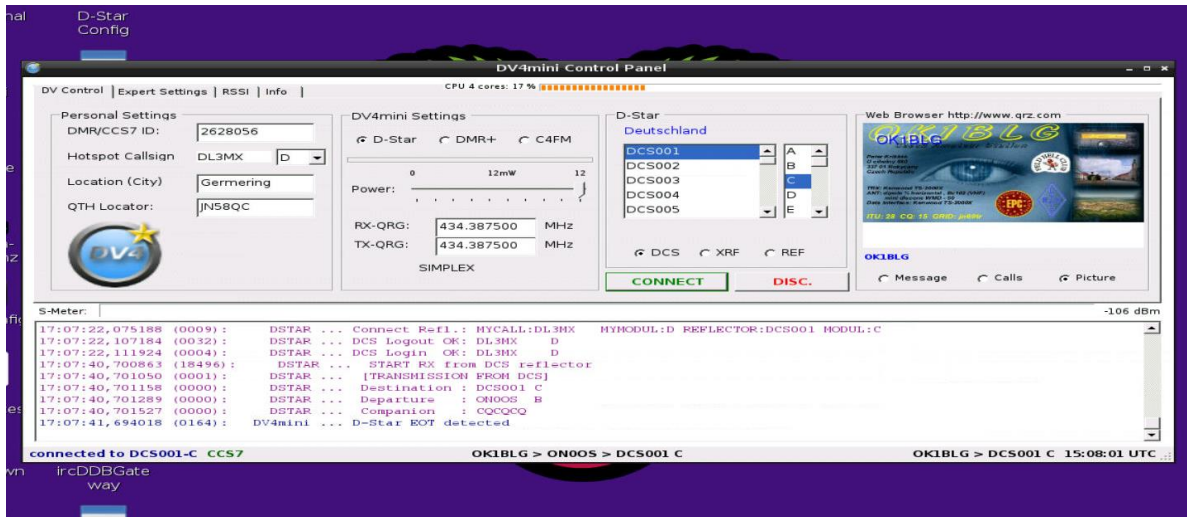 nal
D-Star
Config
DV4mini Control Panel
DV Control
Expert Settings
RSSI
Info
CPU 4 cores: 17 %
Personal Settings
DMR/CCS7 ID: 2628056
Hotspot Callsign DL3MX D
Location (City) Germering
QTH Locator: JN58QC
DV4
DV4mini Settings
D-Star DMR+ C4FM
0 12mW 12
Power:
RX-QRG: 434.387500 MHz
TX-QRG: 434.387500 MHz
SIMPLEX
D-Star
Deutschland
DCS001 A
DCS002 B
DCS003 C
DCS004 D
DCS005 E
DCS XRF REF
CONNECT DISC.
Web Browser http://www.qrz.com
OK1BLG
EPC
OK1BLG
Message Calls Picture
S-Meter: -106 dBm
17:07:22,075188 (0009) : DSTAR ... Connect Refl.: MYCALL:DL3MX MYMODUL:D REFLECTOR:DCS001 MODUL:C
17:07:22,107184 (0032) : DSTAR ... DCS Logout OK: DL3MX D
17:07:22,111924 (0004) : DSTAR ... DCS Login OK: DL3MX D
17:07:40,700863 (18496) : DSTAR ... START RX from DCS reflector
17:07:40,701050 (0001) : DSTAR ... [TRANSMISSION FROM DCS]
17:07:40,701158 (0000) : DSTAR ... Destination : DCS001 C
17:07:40,701289 (0000) : DSTAR ... Departure : ON0OS B
17:07:40,701527 (0000) : DSTAR ... Companion : CQCQCQ
17:07:41,694018 (0164) : DV4mini ... D-Star EOT detected
connected to DCS001-C CCS7
OK1BLG > ON0OS > DCS001 C
OK1BLG > DCS001 C 15:08:01 UTC
ircDDBGate
way